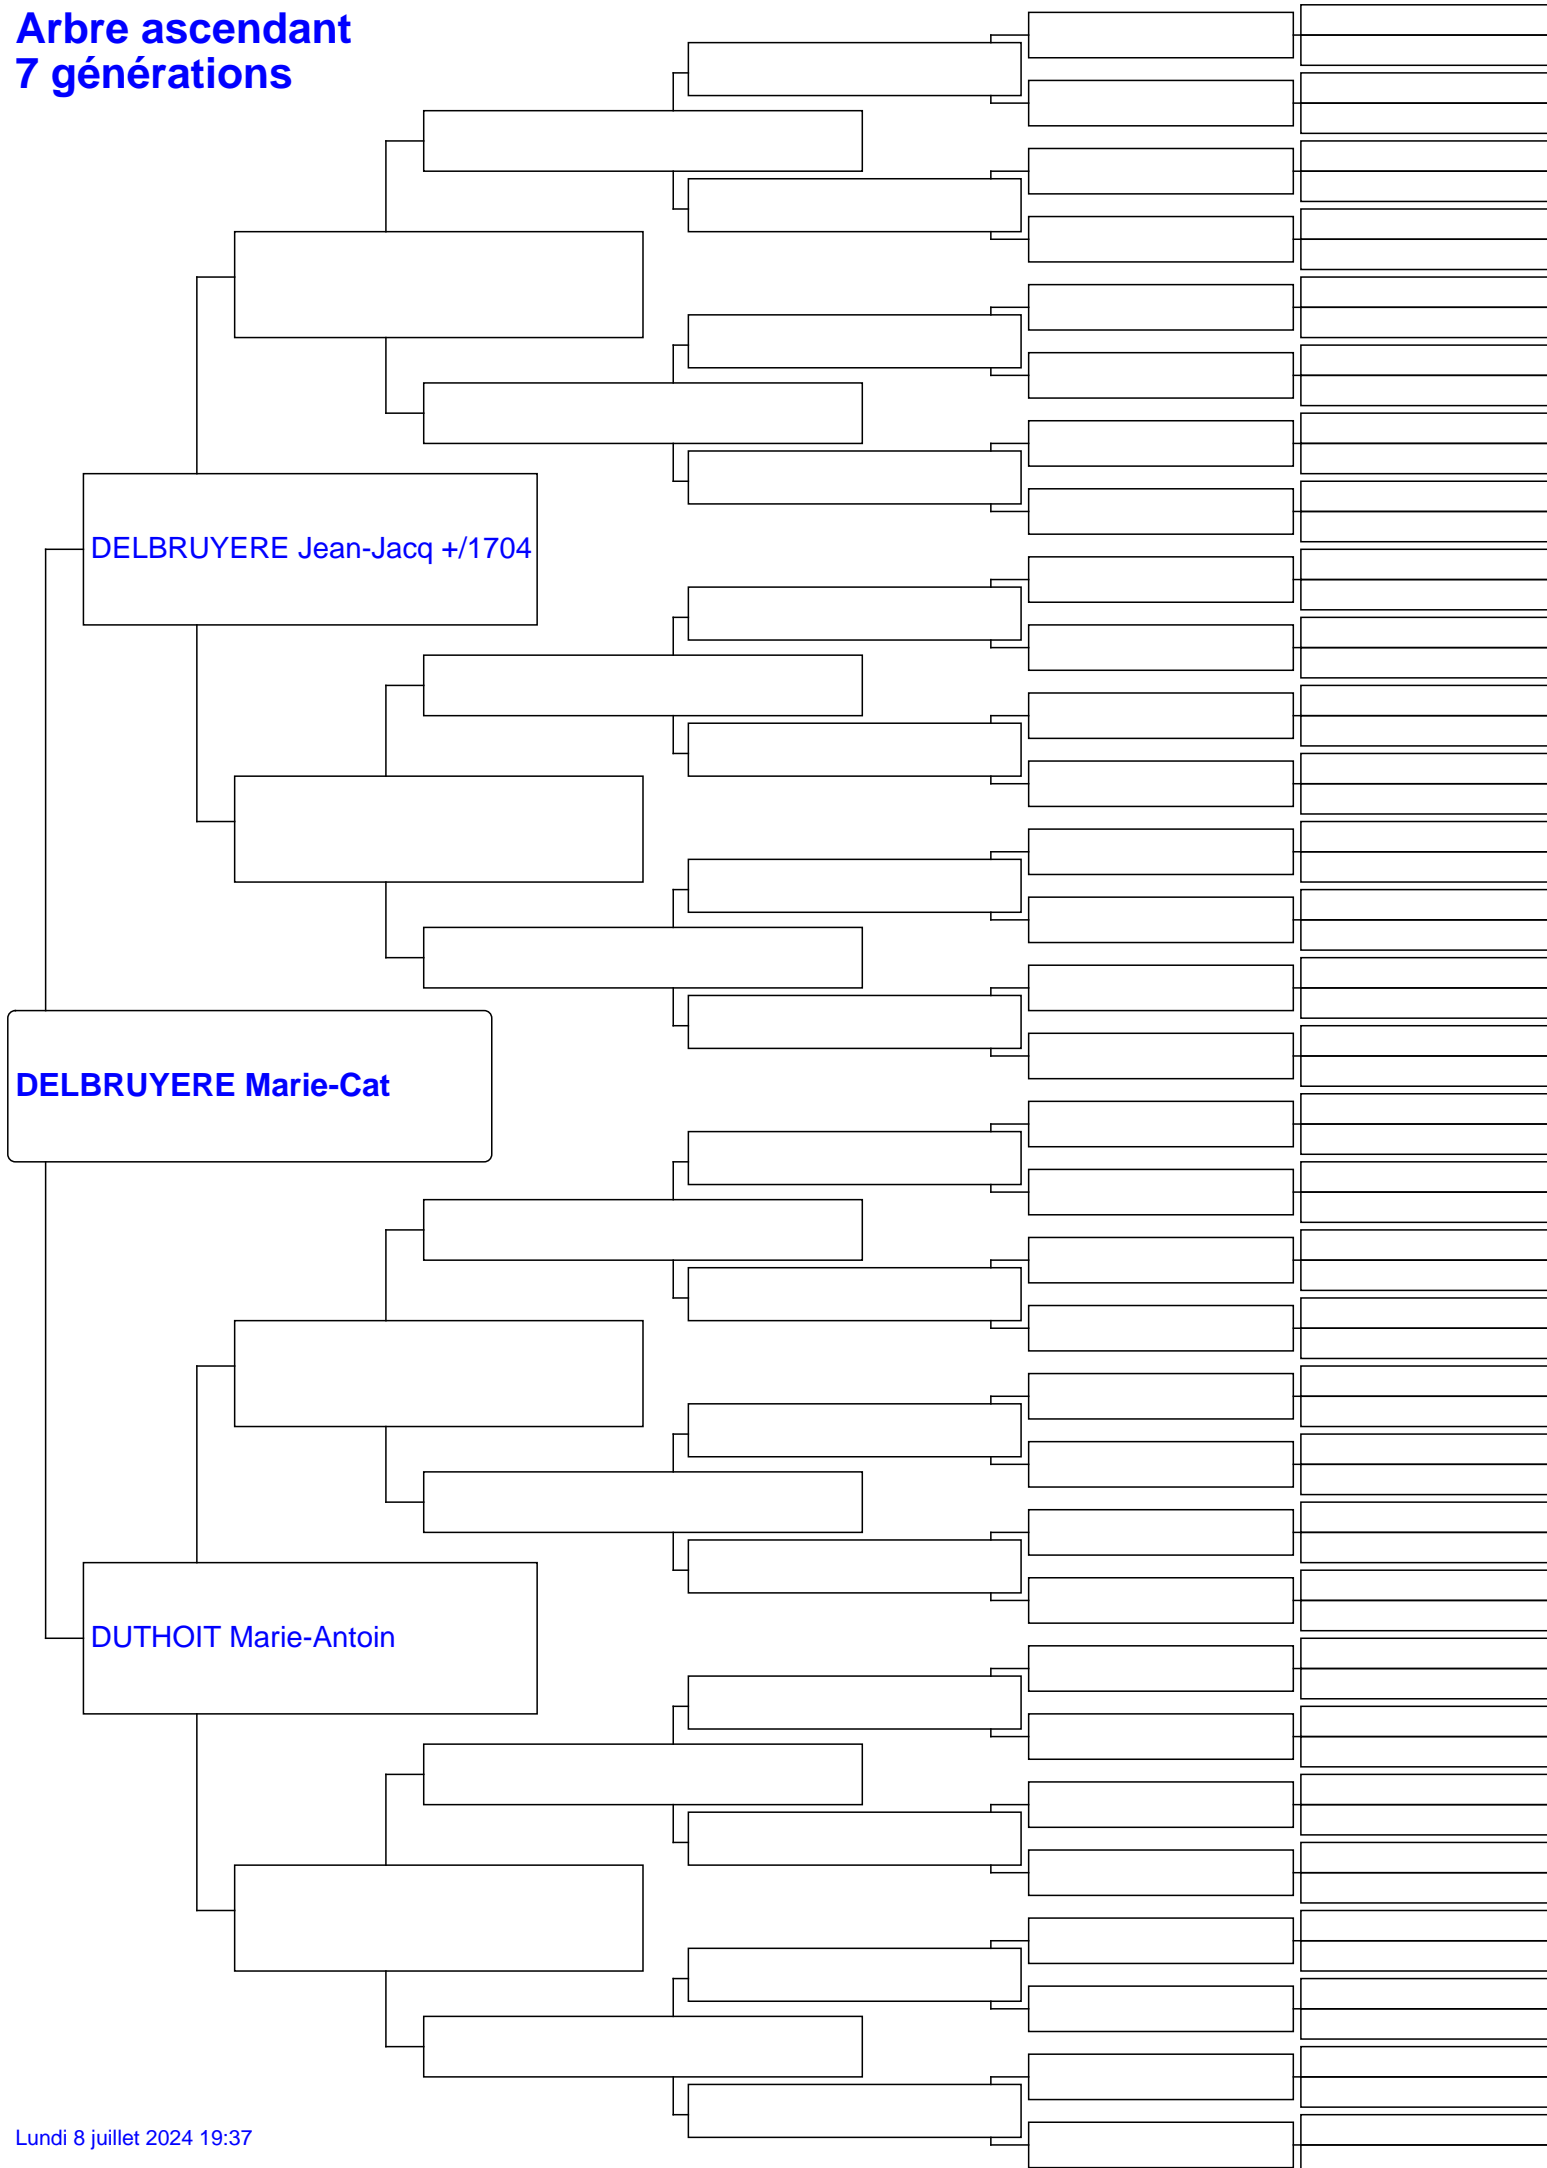 Arbre ascendant
7 générations
DELBRUYERE Jean-Jacq +/1704
DELBRUYERE Marie-Cat
DUTHOIT Marie-Antoin
Lundi 8 juillet 2024 19:37